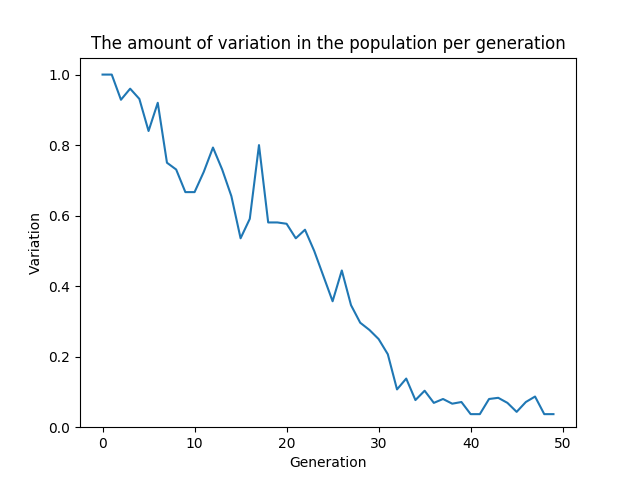 The amount of variation in the population per generation
1.0
0.8
0.6
0.4
0.2
0.0
Variation
0 10 20 30 40 50
Generation